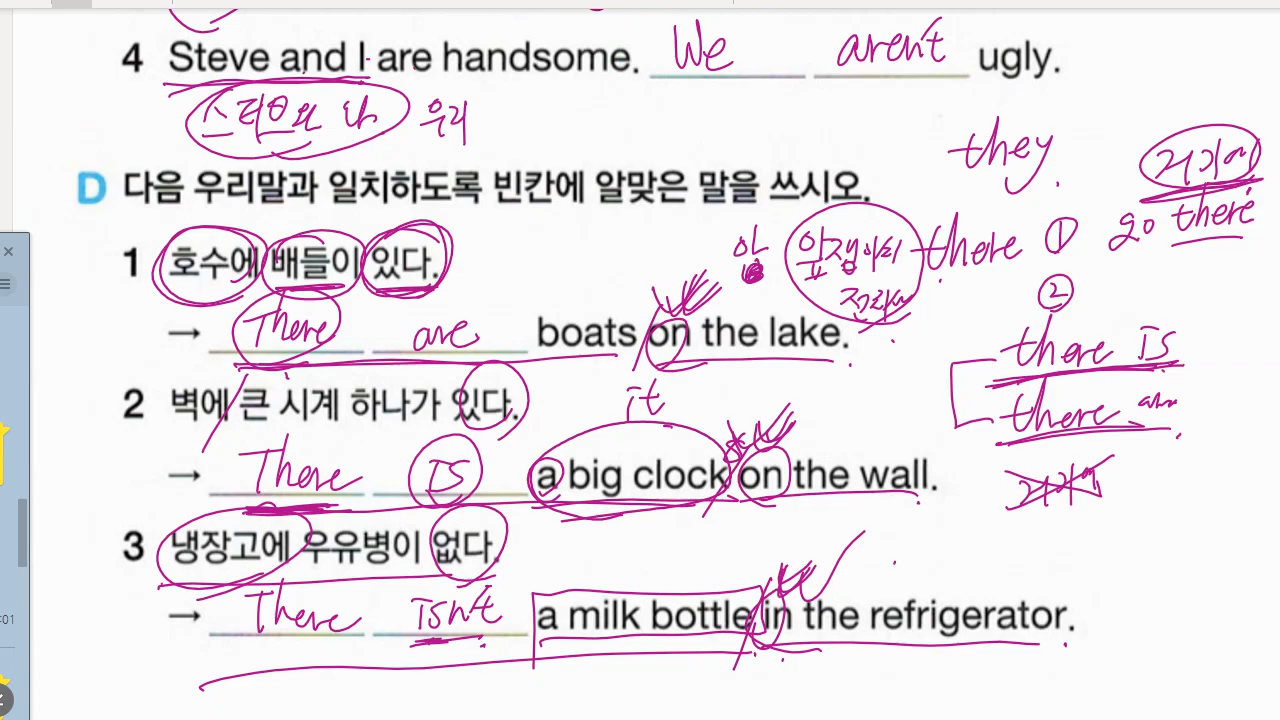 4 Steve and I are handsome. We aren't ugly.
스티브와 나 우리
they
거기에
D 다음 우리말과 일치하도록 빈칸에 알맞은 말을 쓰시오.
there ① go there
1 호수에 배들이 있다.
→ There are boats on the lake.
②
there is
there are
2 벽에 큰 시계 하나가 있다.
it
→ There is a big clock on the wall.
거기에
3 냉장고에 우유병이 없다.
→ There isn't a milk bottle in the refrigerator.
:01